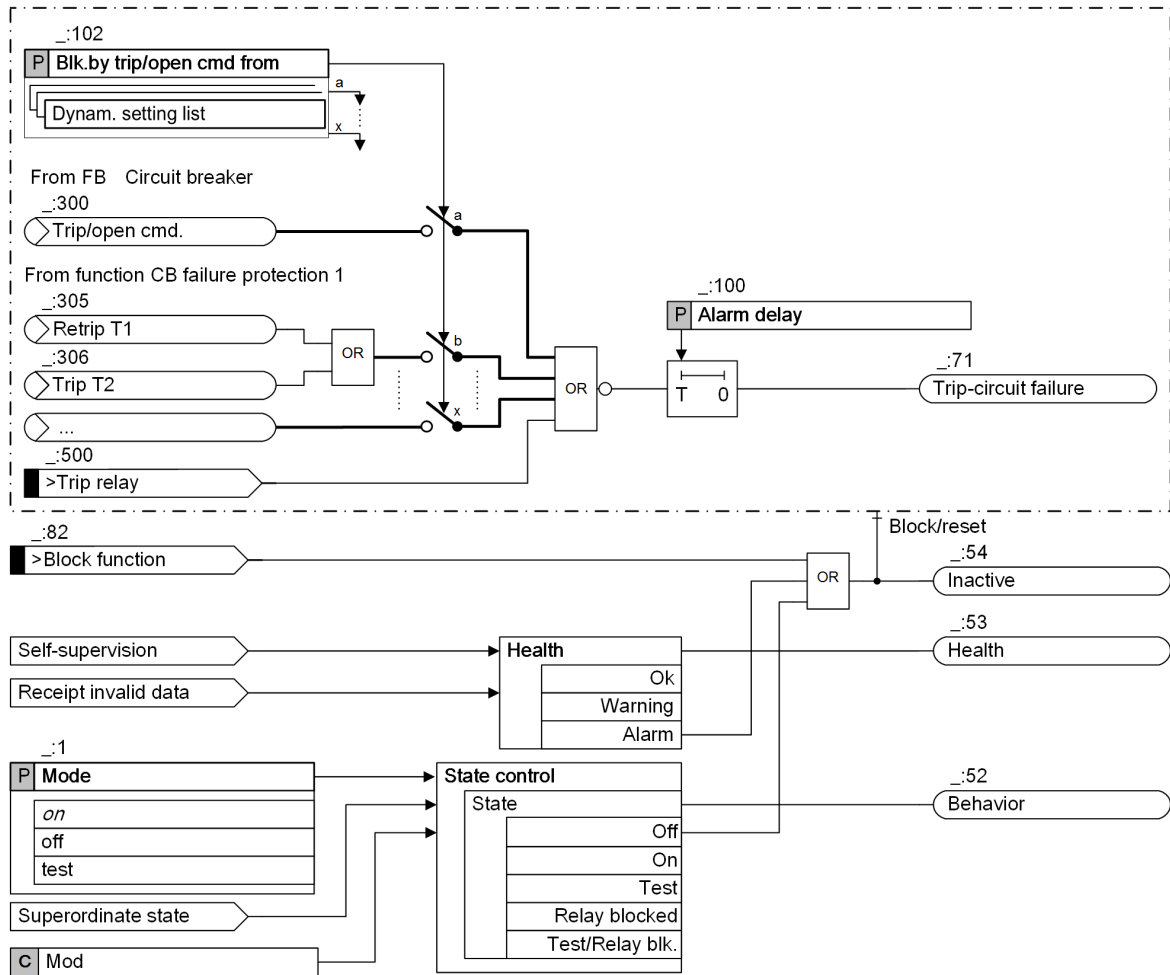 _:102
P Blk.by trip/open cmd from
a
Dynam. setting list
x
From FB Circuit breaker
_:300
Trip/open cmd.
a
From function CB failure protection 1
_:305
Retrip T1
_:306
Trip T2
OR
b
...
x
_:500
>Trip relay
OR
_:100
P Alarm delay
T 0
_:71
Trip-circuit failure
Block/reset
_:82
>Block function
OR
_:54
Inactive
_:53
Health
Self-supervision
Receipt invalid data
Health
Ok
Warning
Alarm
_:1
P Mode
on
off
test
Superordinate state
C Mod
State control
State
Off
On
Test
Relay blocked
Test/Relay blk.
_:52
Behavior